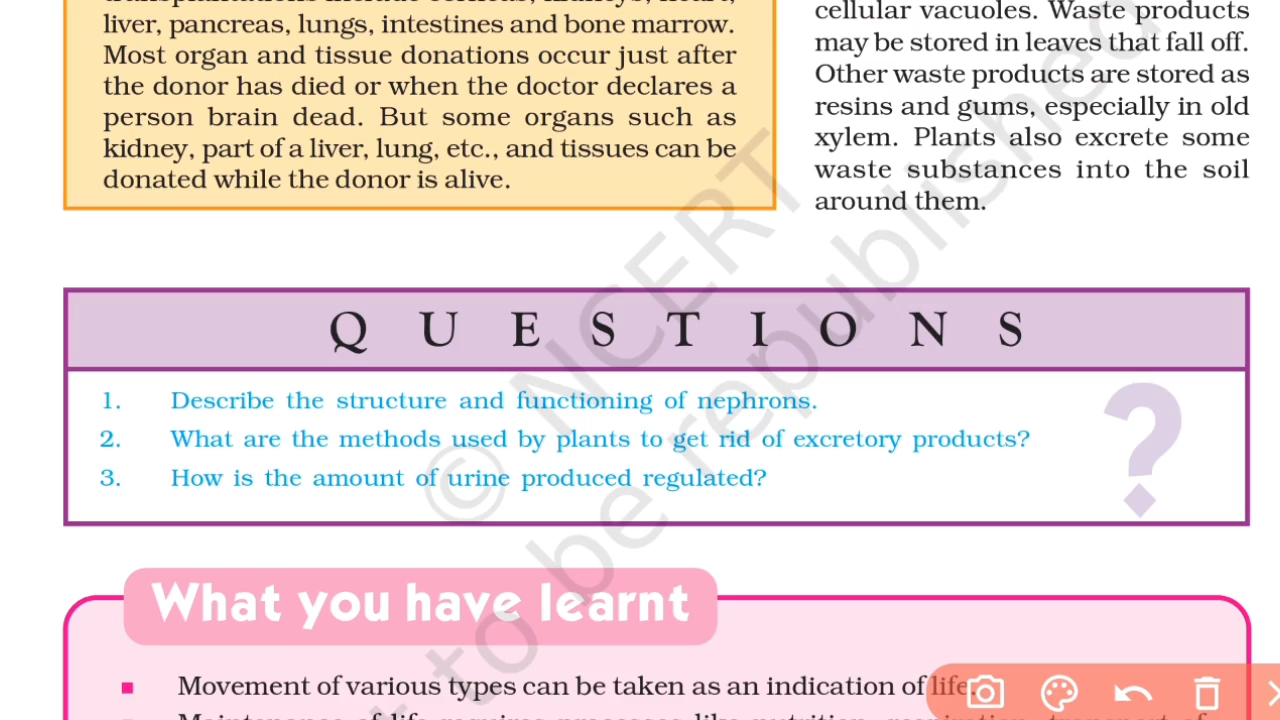 liver, pancreas, lungs, intestines and bone marrow.
Most organ and tissue donations occur just after
the donor has died or when the doctor declares a
person brain dead. But some organs such as
kidney, part of a liver, lung, etc., and tissues can be
donated while the donor is alive.
cellular vacuoles. Waste products
may be stored in leaves that fall off.
Other waste products are stored as
resins and gums, especially in old
xylem. Plants also excrete some
waste substances into the soil
around them.
QUESTIONS
1. Describe the structure and functioning of nephrons.
2. What are the methods used by plants to get rid of excretory products?
3. How is the amount of urine produced regulated?
?
What you have learnt
Movement of various types can be taken as an indication of life.
© NCERT
to be republished